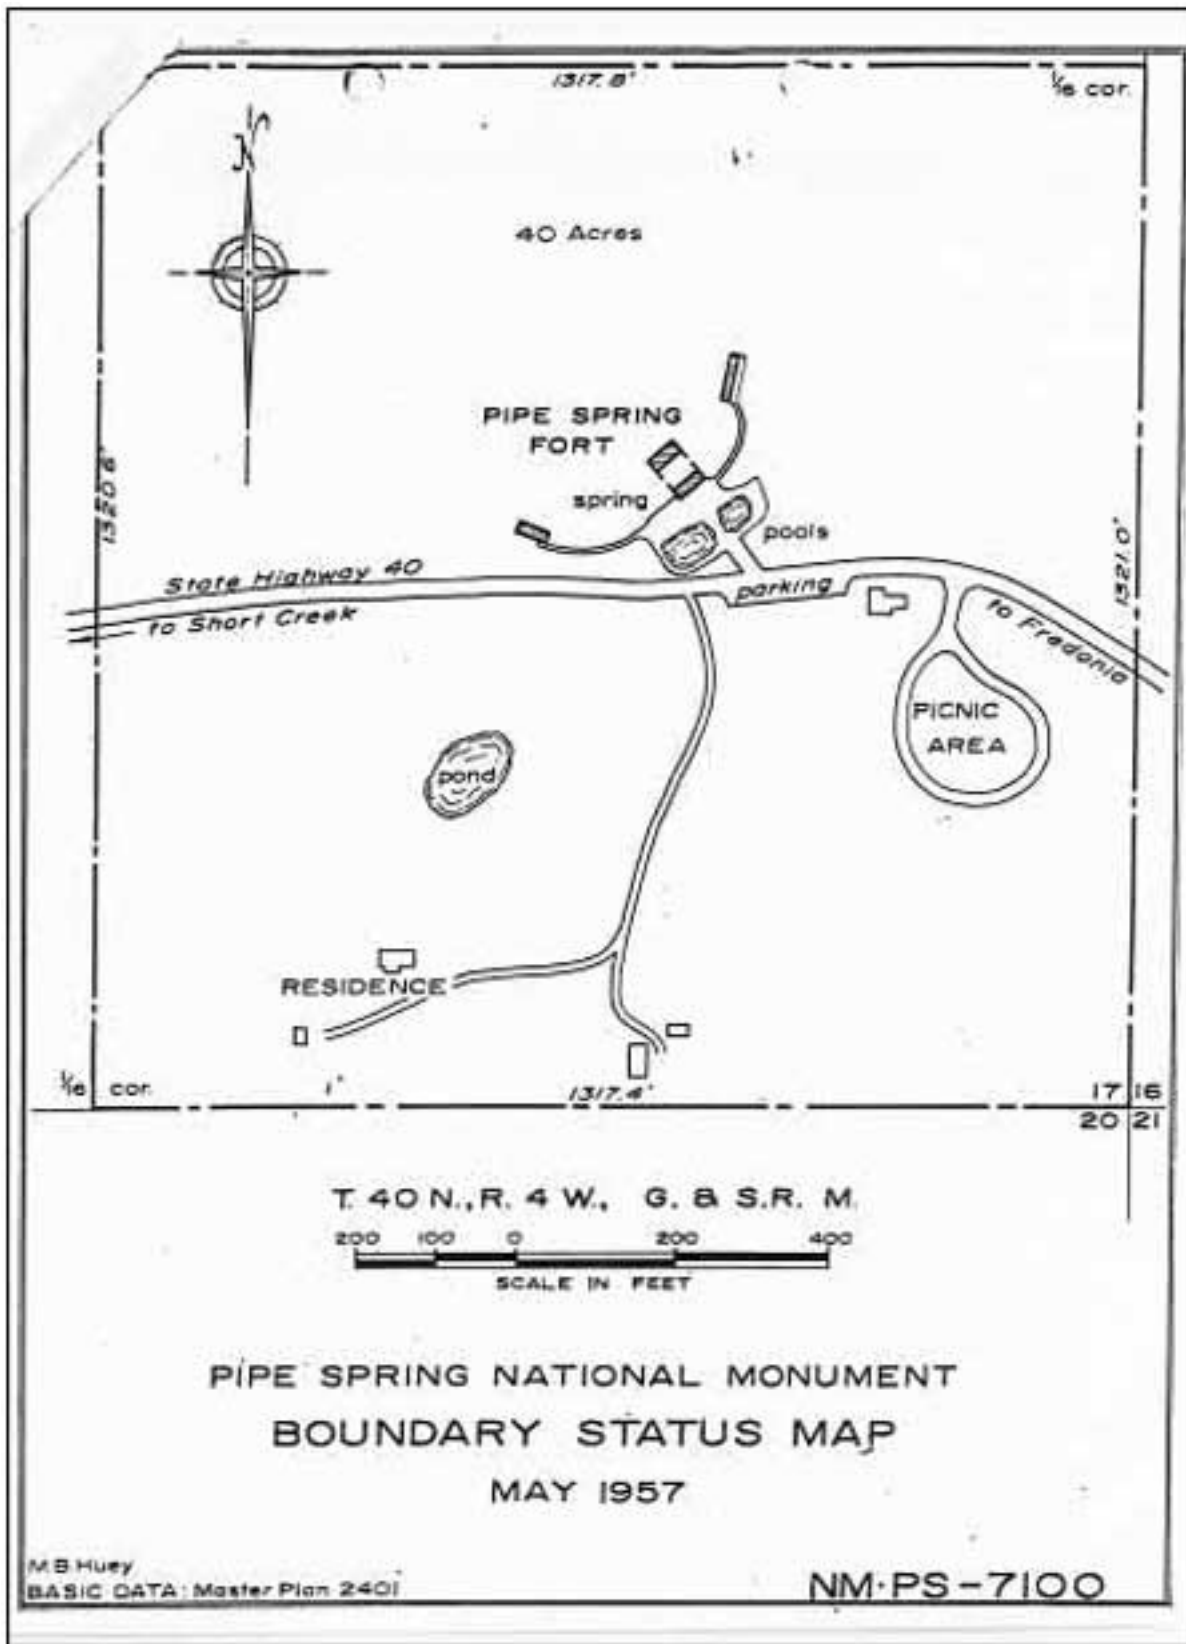 1317.8'
1/16 cor.
N
40 Acres
PIPE SPRING
FORT
spring
pools
1320.6'
1321.0'
State Highway 40
parking
to Short Creek
to Fredonia
PICNIC
AREA
pond
RESIDENCE
1/16 cor.
1"
1317.4'
17 16
20 21
T. 40 N., R. 4 W., G. & S.R. M.
200 100 0 200 400
SCALE IN FEET
PIPE SPRING NATIONAL MONUMENT
BOUNDARY STATUS MAP
MAY 1957
M.B. Huey
BASIC DATA: Master Plan 2401
NM·PS-7100